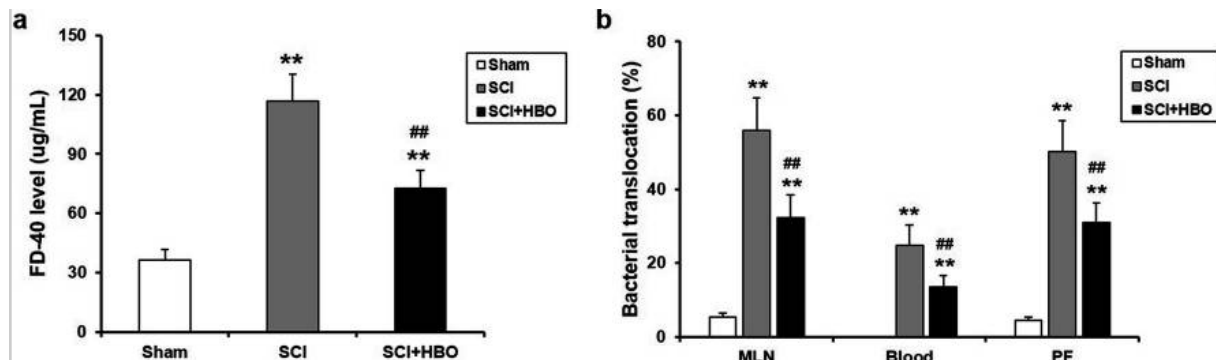 a
150
120
90
60
30
0
FD-40 level (ug/mL)
**
##
**
Sham
SCI
SCI+HBO
Sham
SCI
SCI+HBO
b
80
60
40
20
0
Bacterial translocation (%)
**
##
**
**
##
**
**
##
**
Sham
SCI
SCI+HBO
MLN
Blood
PF